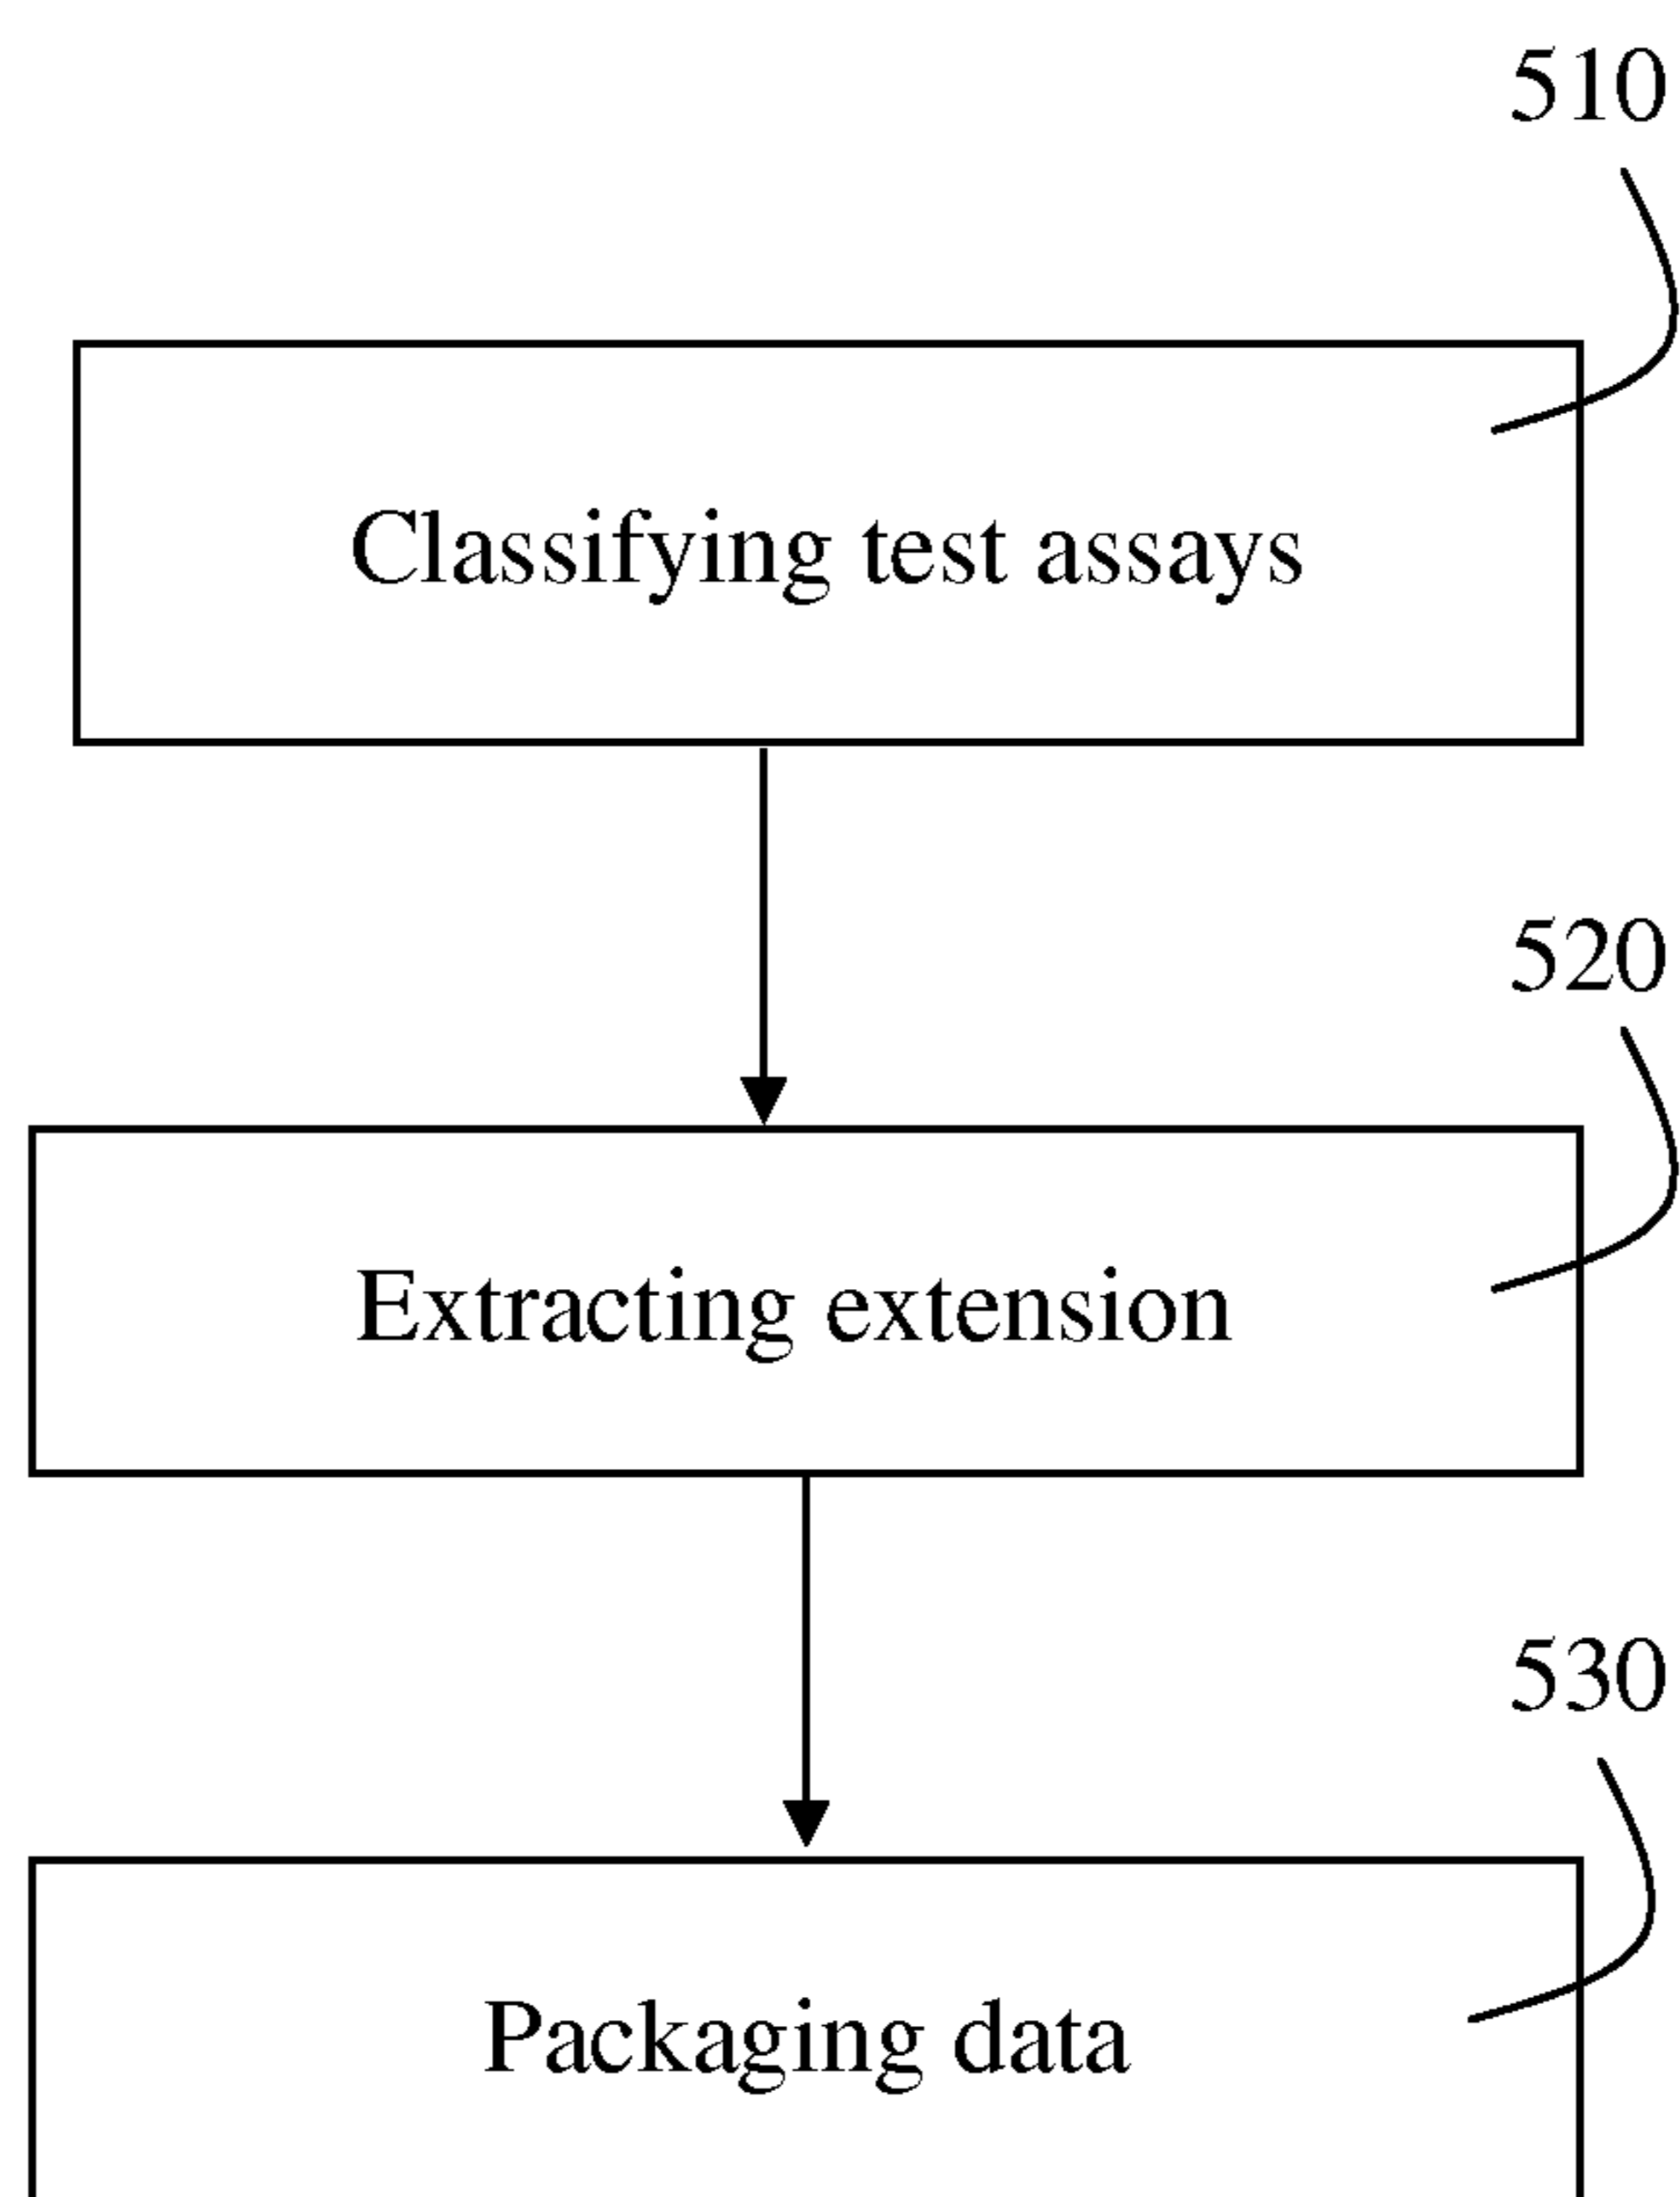 510
Classifying test assays
520
Extracting extension
530
Packaging data